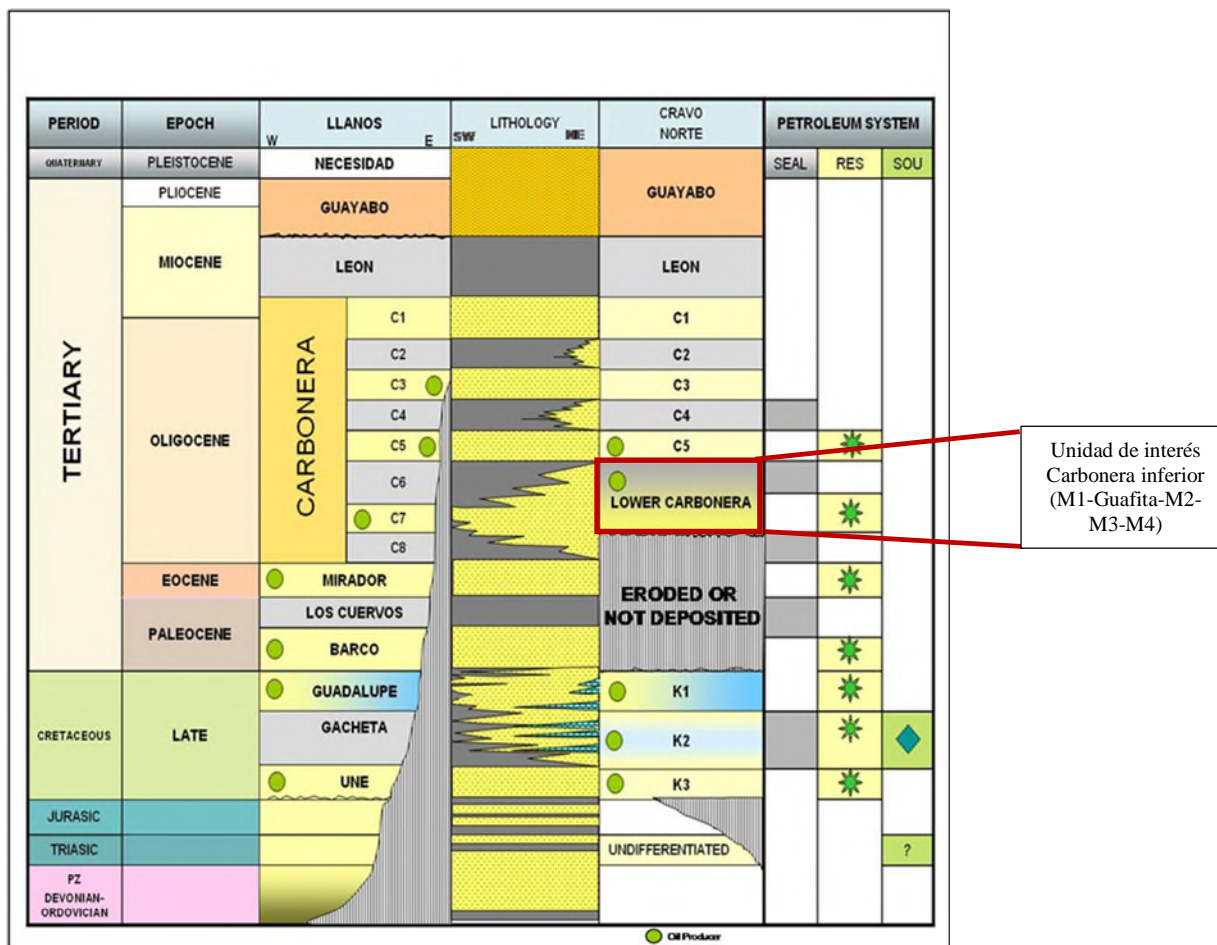 PERIOD
EPOCH
LLANOS
W
E
LITHOLOGY
SW
NE
CRAVO
NORTE
PETROLEUM SYSTEM
QUATERNARY
PLEISTOCENE
NECESIDAD
SEAL
RES
SOU
TERTIARY
PLIOCENE
GUAYABO
GUAYABO
MIOCENE
LEON
LEON
CARBONERA
OLIGOCENE
C1
C1
C2
C2
C3
C3
C4
C4
C5
C5
C6
LOWER CARBONERA
C7
C8
Unidad de interés
Carbonera inferior
(M1-Guafita-M2-
M3-M4)
EOCENE
MIRADOR
ERODED OR
NOT DEPOSITED
PALEOCENE
LOS CUERVOS
BARCO
CRETACEOUS
LATE
GUADALUPE
K1
GACHETA
K2
UNE
K3
JURASIC
TRIASIC
UNDIFFERENTIATED
?
PZ
DEVONIAN-
ORDOVICIAN
Oil Producer